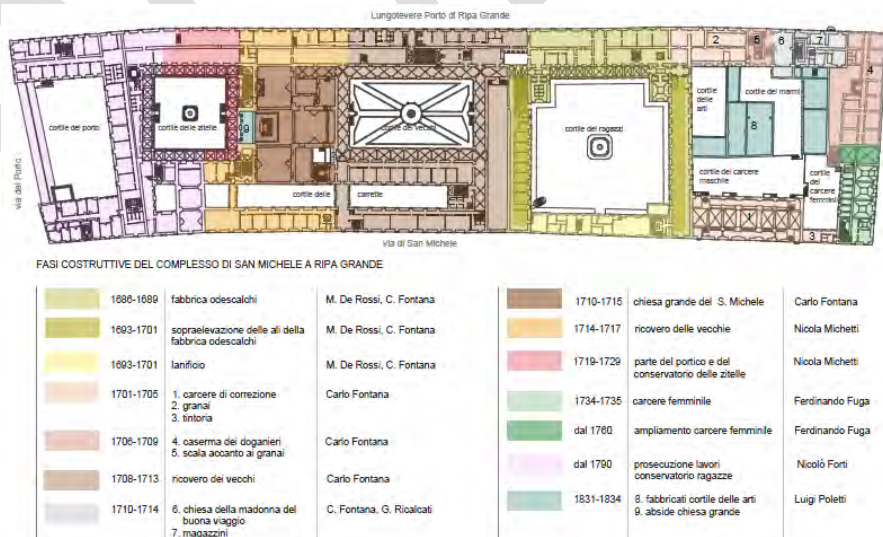 Lungotevere Porto di Ripa Grande
2
5
6
7
4
cortile del porto
cortile delle zitelle
9
cortile dei vecchi
cortile dei ragazzi
cortile delle arti
cortile dei marmi
8
via del Porto
cortile delle carrette
cortile del carcere maschile
cortile del carcere femminile
1
3
via di San Michele
FASI COSTRUTTIVE DEL COMPLESSO DI SAN MICHELE A RIPA GRANDE
1686-1689 fabbrica odescalchi M. De Rossi, C. Fontana
1693-1701 sopraelevazione delle ali della fabbrica odescalchi M. De Rossi, C. Fontana
1693-1701 lanificio M. De Rossi, C. Fontana
1701-1705 1. carcere di correzione Carlo Fontana
2. granai
3. tintoria
1706-1709 4. caserma dei doganieri Carlo Fontana
5. scala accanto ai granai
1708-1713 ricovero dei vecchi Carlo Fontana
1710-1714 6. chiesa della madonna del buona viaggio C. Fontana, G. Ricalcati
7. magazzini
1710-1715 chiesa grande del S. Michele Carlo Fontana
1714-1717 ricovero delle vecchie Nicola Michetti
1719-1729 parte del portico e del conservatorio delle zitelle Nicola Michetti
1734-1735 carcere femminile Ferdinando Fuga
dal 1760 ampliamento carcere femminile Ferdinando Fuga
dal 1790 prosecuzione lavori conservatorio ragazze Nicolò Forti
1831-1834 8. fabbricati cortile delle arti Luigi Poletti
9. abside chiesa grande